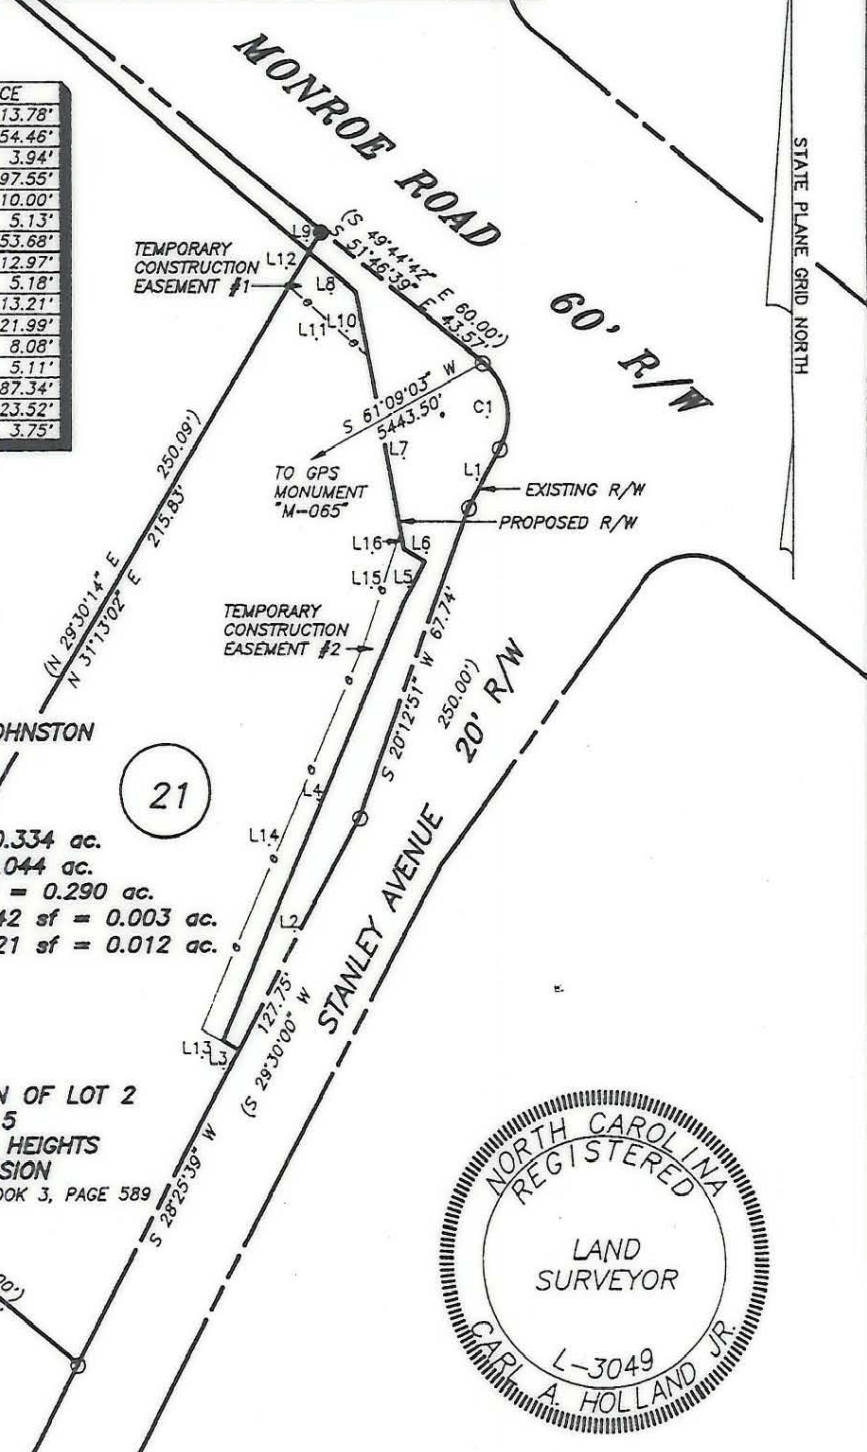 CE
13.78'
54.46'
3.94'
97.55'
10.00'
5.13'
53.68'
12.97'
5.18'
13.21'
21.99'
8.08'
5.11'
87.34'
23.52'
3.75'
MONROE ROAD
60' R/W
STATE PLANE GRID NORTH
(S 49°44'42" E 60.00')
S 51°46'39" E 43.57'
L9
L12
L8
TEMPORARY
CONSTRUCTION
EASEMENT #1
L11
L10
S 61°09'03" W
5443.50'
C1
L7
TO GPS
MONUMENT
"M-065"
L1
EXISTING R/W
PROPOSED R/W
L16
L6
L15
L5
(N 29°30'14" E 250.09')
N 31°13'02" E 215.83'
TEMPORARY
CONSTRUCTION
EASEMENT #2
S 20°12'51" W 67.74'
250.00')
20' R/W
STANLEY AVENUE
OHNSTON
21
L4
L14
0.334 ac.
.044 ac.
= 0.290 ac.
42 sf = 0.003 ac.
21 sf = 0.012 ac.
L2
127.75'
(S 29°30'00" W
L13
L3
S 28°25'39" W
N OF LOT 2
5
HEIGHTS
SION
OOK 3, PAGE 589
00')
NORTH CAROLINA
REGISTERED
LAND
SURVEYOR
L-3049
CARL A. HOLLAND JR.